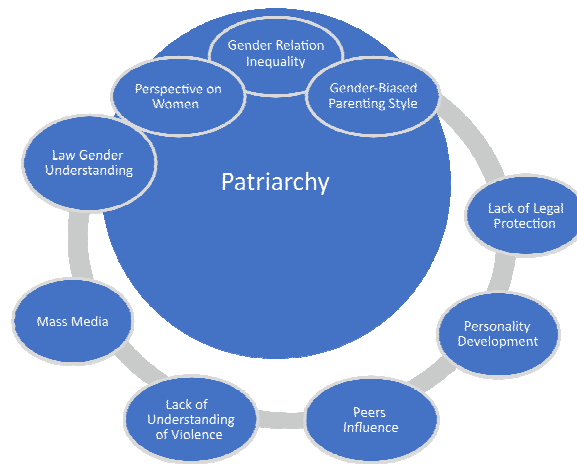 Gender Relation
Inequality
Perspective on
Women
Gender-Biased
Parenting Style
Law Gender
Understanding
Patriarchy
Lack of Legal
Protection
Mass Media
Personality
Development
Lack of
Understanding
of Violence
Peers
Influence